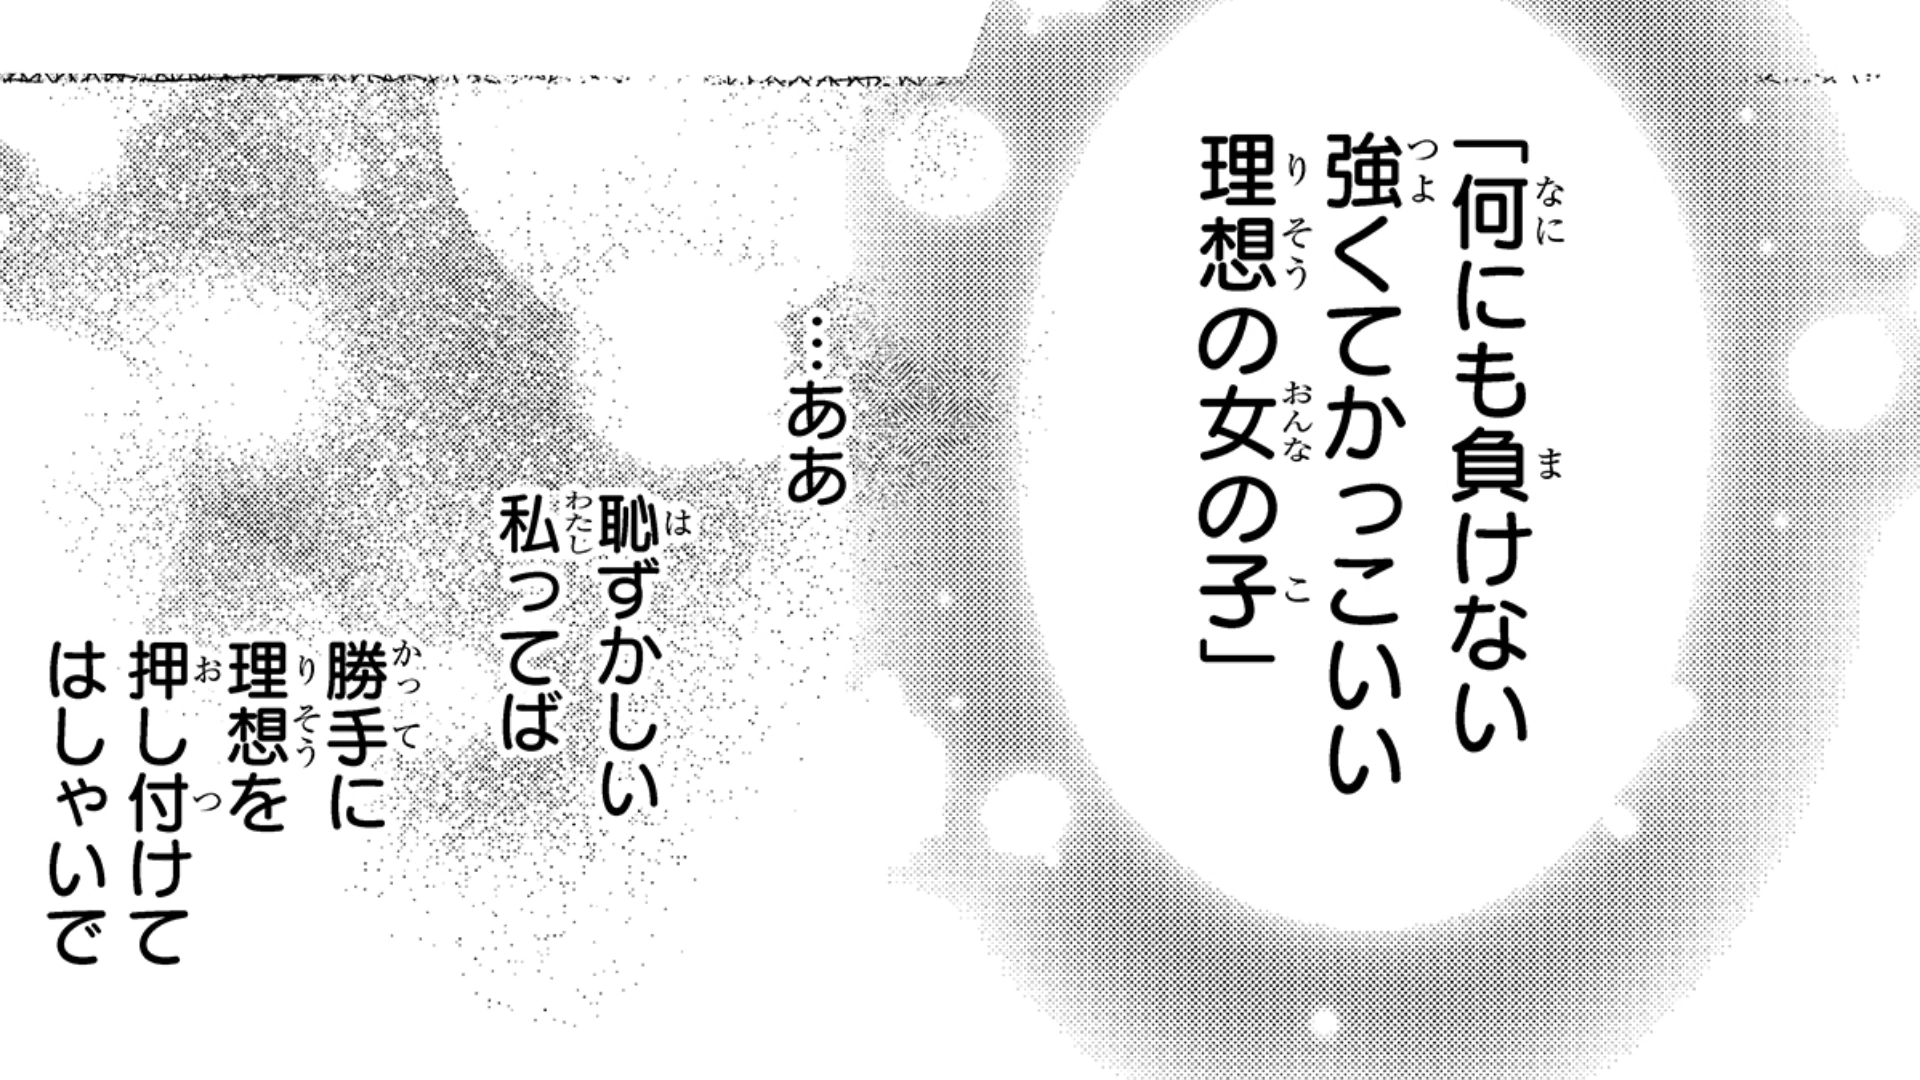 「何にも負けない
強くてかっこいい
理想の女の子」
…ああ
恥ずかしい
私ってば
勝手に
理想を
押し付けて
はしゃいで